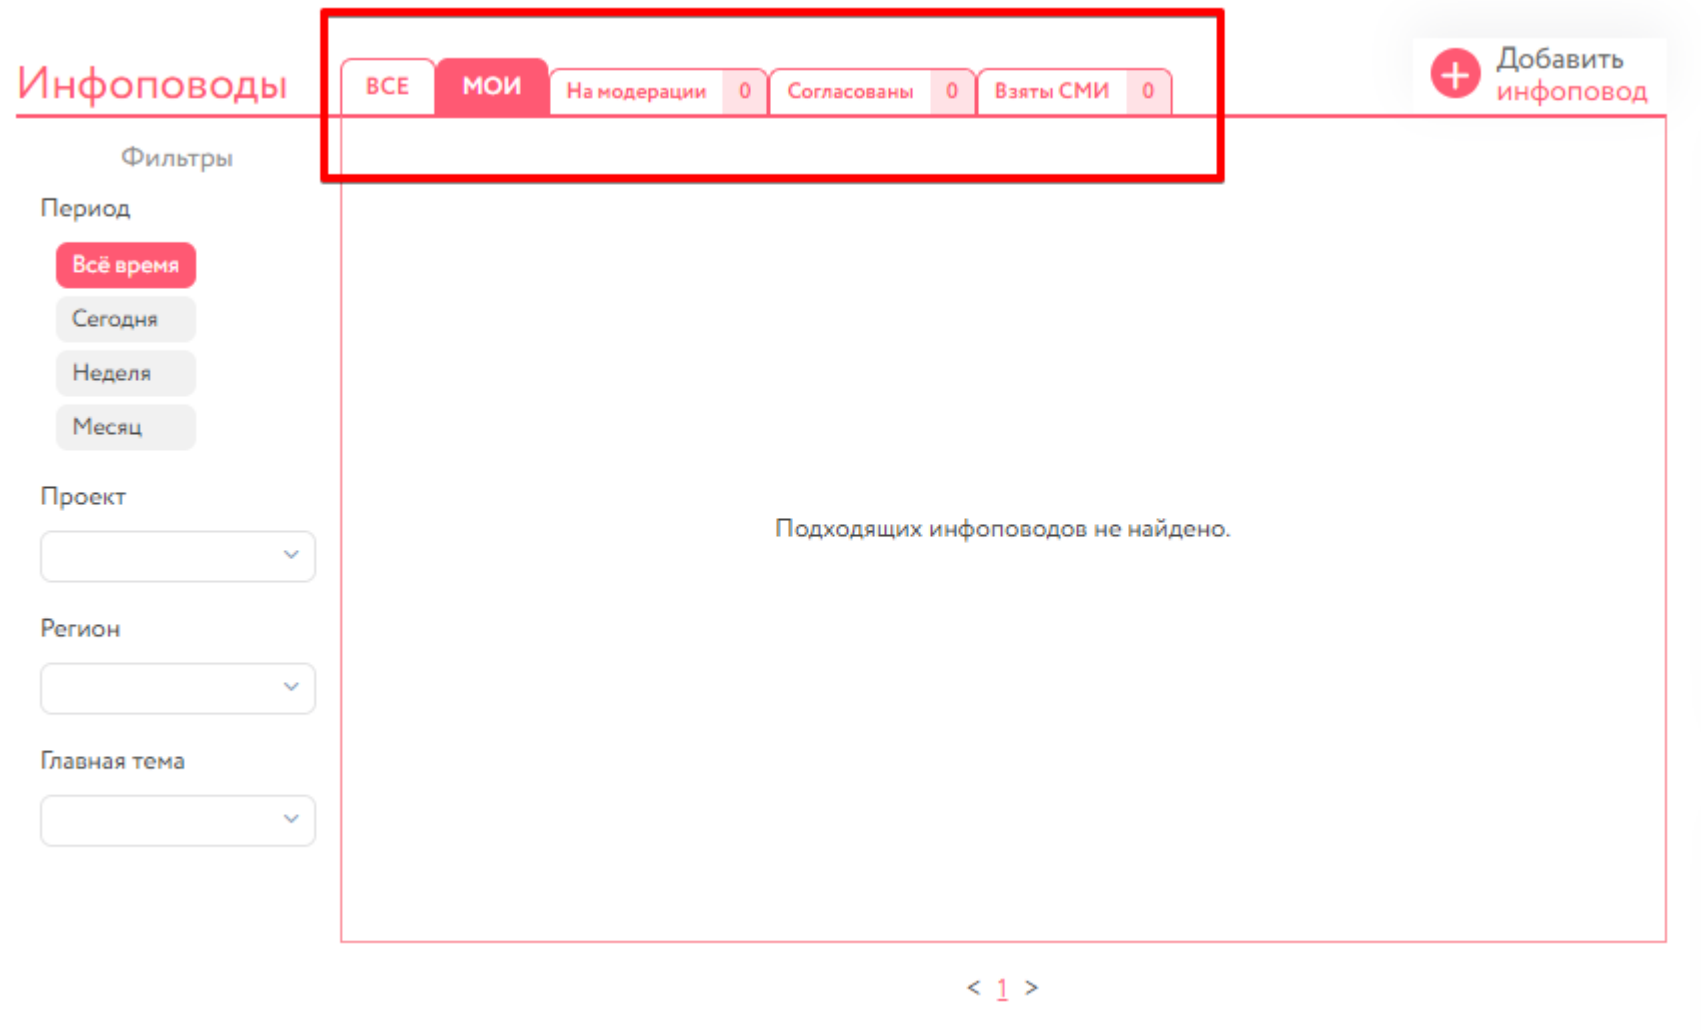 Инфоповоды
ВСЕ
МОИ
На модерации 0
Согласованы 0
Взяты СМИ 0
Добавить
инфоповод
Фильтры
Период
Всё время
Сегодня
Неделя
Месяц
Проект
Регион
Главная тема
Подходящих инфоповодов не найдено.
< 1 >